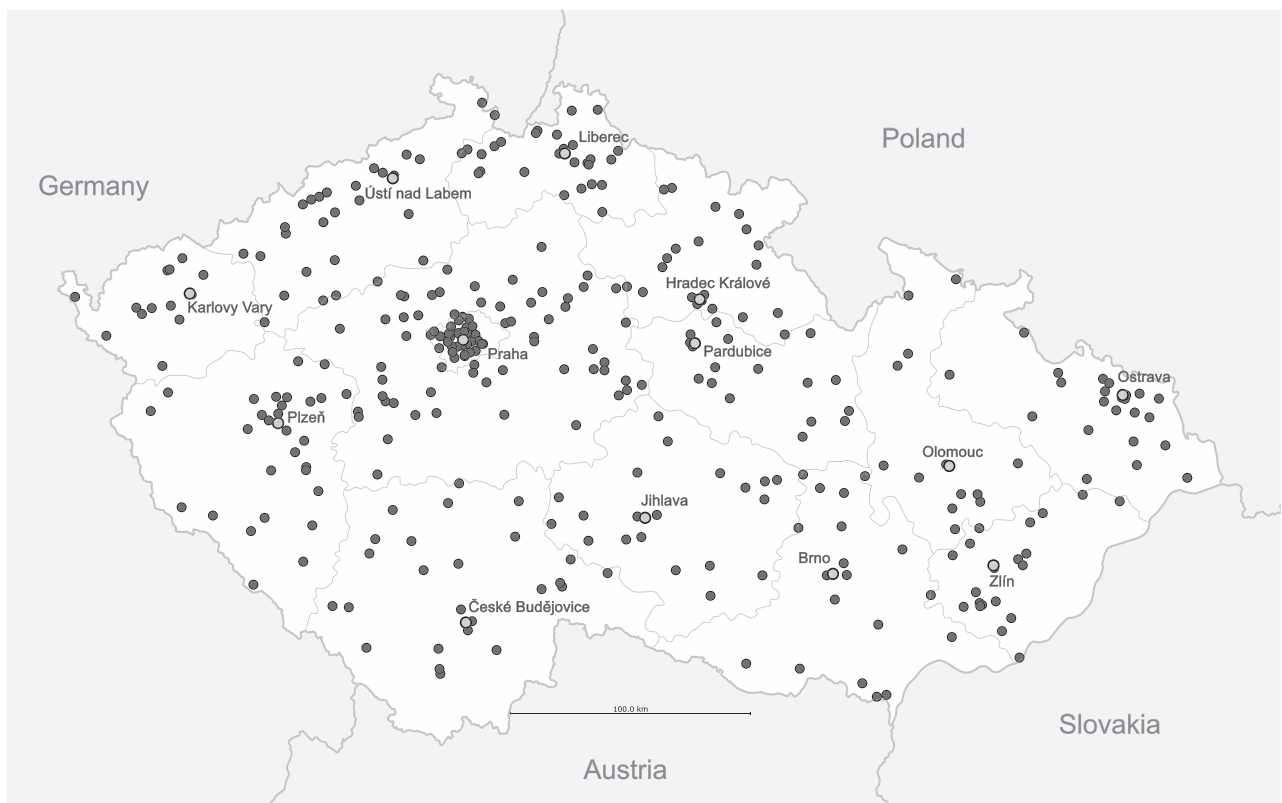 Poland
Liberec
Germany
Ústí nad Labem
Hradec Králové
Karlovy Vary
Praha
Pardubice
Ostrava
Plzeň
Olomouc
Jihlava
Brno
Zlín
České Budějovice
100.0 km
Slovakia
Austria